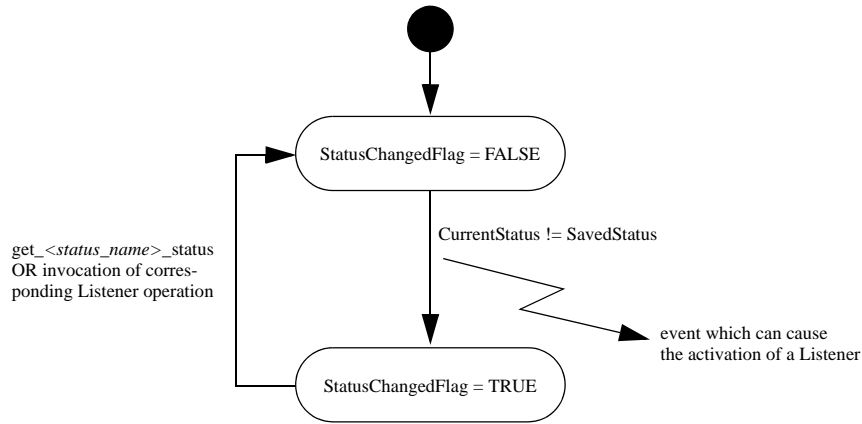 StatusChangedFlag = FALSE
CurrentStatus != SavedStatus
get_<status_name>_status
OR invocation of corres-
ponding Listener operation
event which can cause
the activation of a Listener
StatusChangedFlag = TRUE